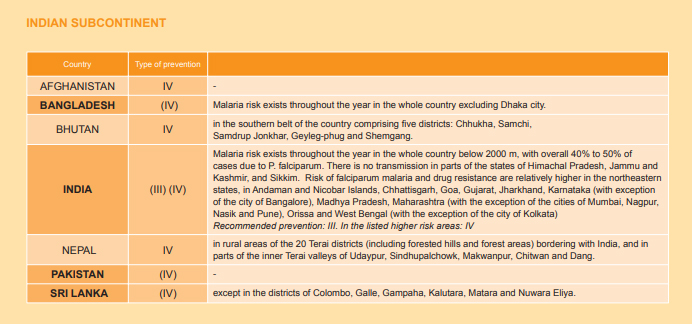 INDIAN SUBCONTINENT
Country Type of prevention
AFGHANISTAN IV -
BANGLADESH (IV) Malaria risk exists throughout the year in the whole country excluding Dhaka city.
BHUTAN IV in the southern belt of the country comprising five districts: Chhukha, Samchi,
Samdrup Jonkhar, Geyleg-phug and Shemgang.
INDIA (III) (IV) Malaria risk exists throughout the year in the whole country below 2000 m, with overall 40% to 50% of
cases due to P. falciparum. There is no transmission in parts of the states of Himachal Pradesh, Jammu and
Kashmir, and Sikkim. Risk of falciparum malaria and drug resistance are relatively higher in the northeastern
states, in Andaman and Nicobar Islands, Chhattisgarh, Goa, Gujarat, Jharkhand, Karnataka (with exception
of the city of Bangalore), Madhya Pradesh, Maharashtra (with the exception of the cities of Mumbai, Nagpur,
Nasik and Pune), Orissa and West Bengal (with the exception of the city of Kolkata)
Recommended prevention: III. In the listed higher risk areas: IV
NEPAL IV in rural areas of the 20 Terai districts (including forested hills and forest areas) bordering with India, and in
parts of the inner Terai valleys of Udaypur, Sindhupalchowk, Makwanpur, Chitwan and Dang.
PAKISTAN (IV) -
SRI LANKA (IV) except in the districts of Colombo, Galle, Gampaha, Kalutara, Matara and Nuwara Eliya.